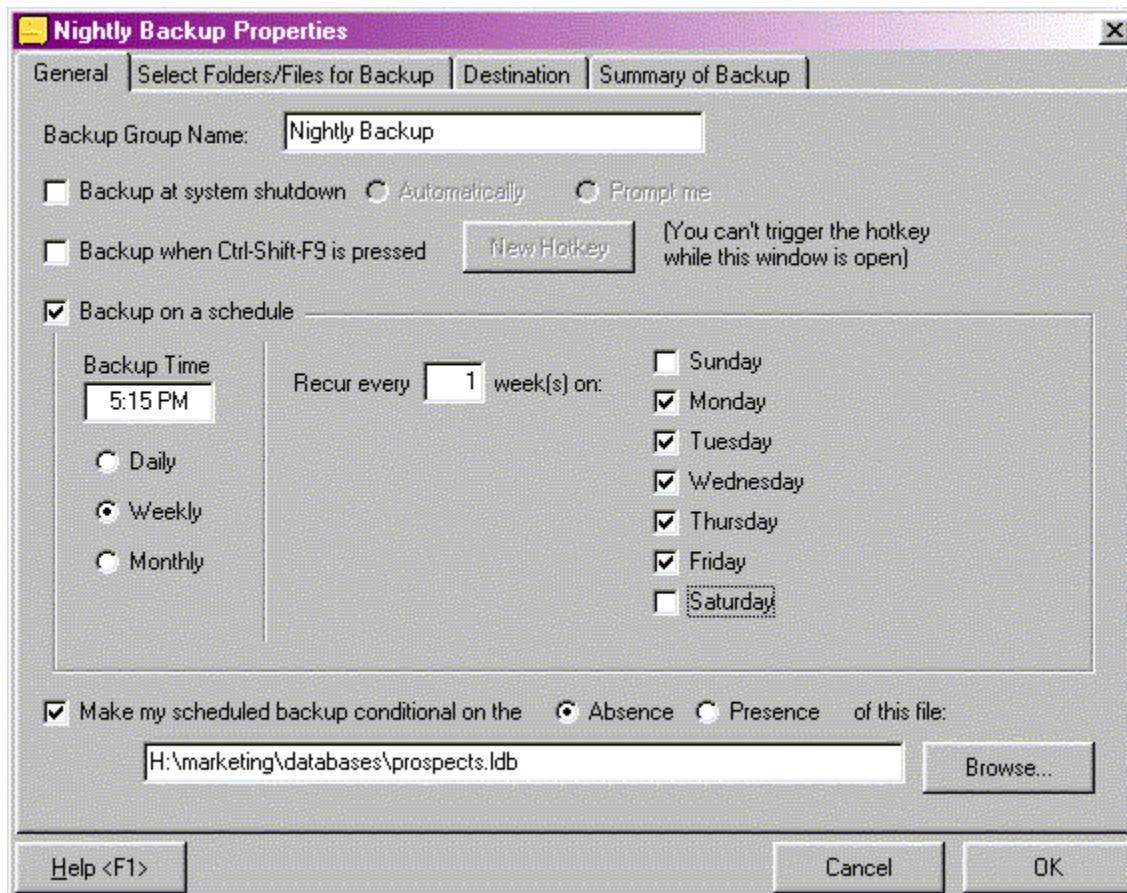 Nightly Backup Properties
General Select Folders/Files for Backup Destination Summary of Backup
Backup Group Name: Nightly Backup
Backup at system shutdown Automatically Prompt me
Backup when Ctrl-Shift-F9 is pressed New Hotkey (You can't trigger the hotkey
while this window is open)
Backup on a schedule
Backup Time
5:15 PM
Recur every 1 week(s) on:
Daily
Weekly
Monthly
Sunday
Monday
Tuesday
Wednesday
Thursday
Friday
Saturday
Make my scheduled backup conditional on the Absence Presence of this file:
H:\marketing\databases\prospects.ldb Browse...
Help <F1> Cancel OK